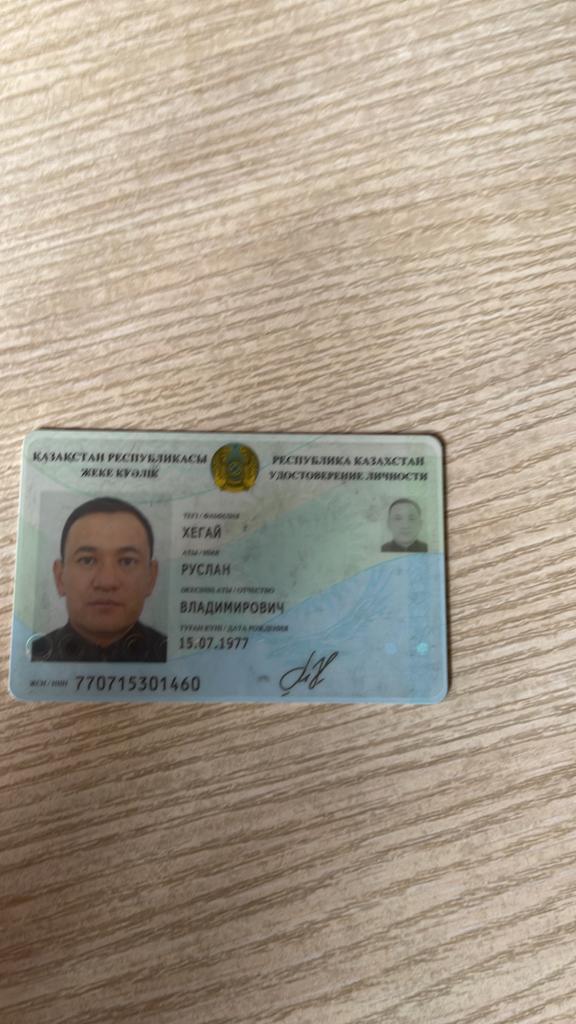 ҚАЗАҚСТАН РЕСПУБЛИКАСЫ
ЖЕКЕ КУӘЛІК
РЕСПУБЛИКА КАЗАХСТАН
УДОСТОВЕРЕНИЕ ЛИЧНОСТИ
ТЕГІ / ФАМИЛИЯ
ХЕГАЙ
АТЫ / ИМЯ
РУСЛАН
ӘКЕСІНІҢ АТЫ / ОТЧЕСТВО
ВЛАДИМИРОВИЧ
ТУҒАН КҮНІ / ДАТА РОЖДЕНИЯ
15.07.1977
ЖСН / ИИН 770715301460